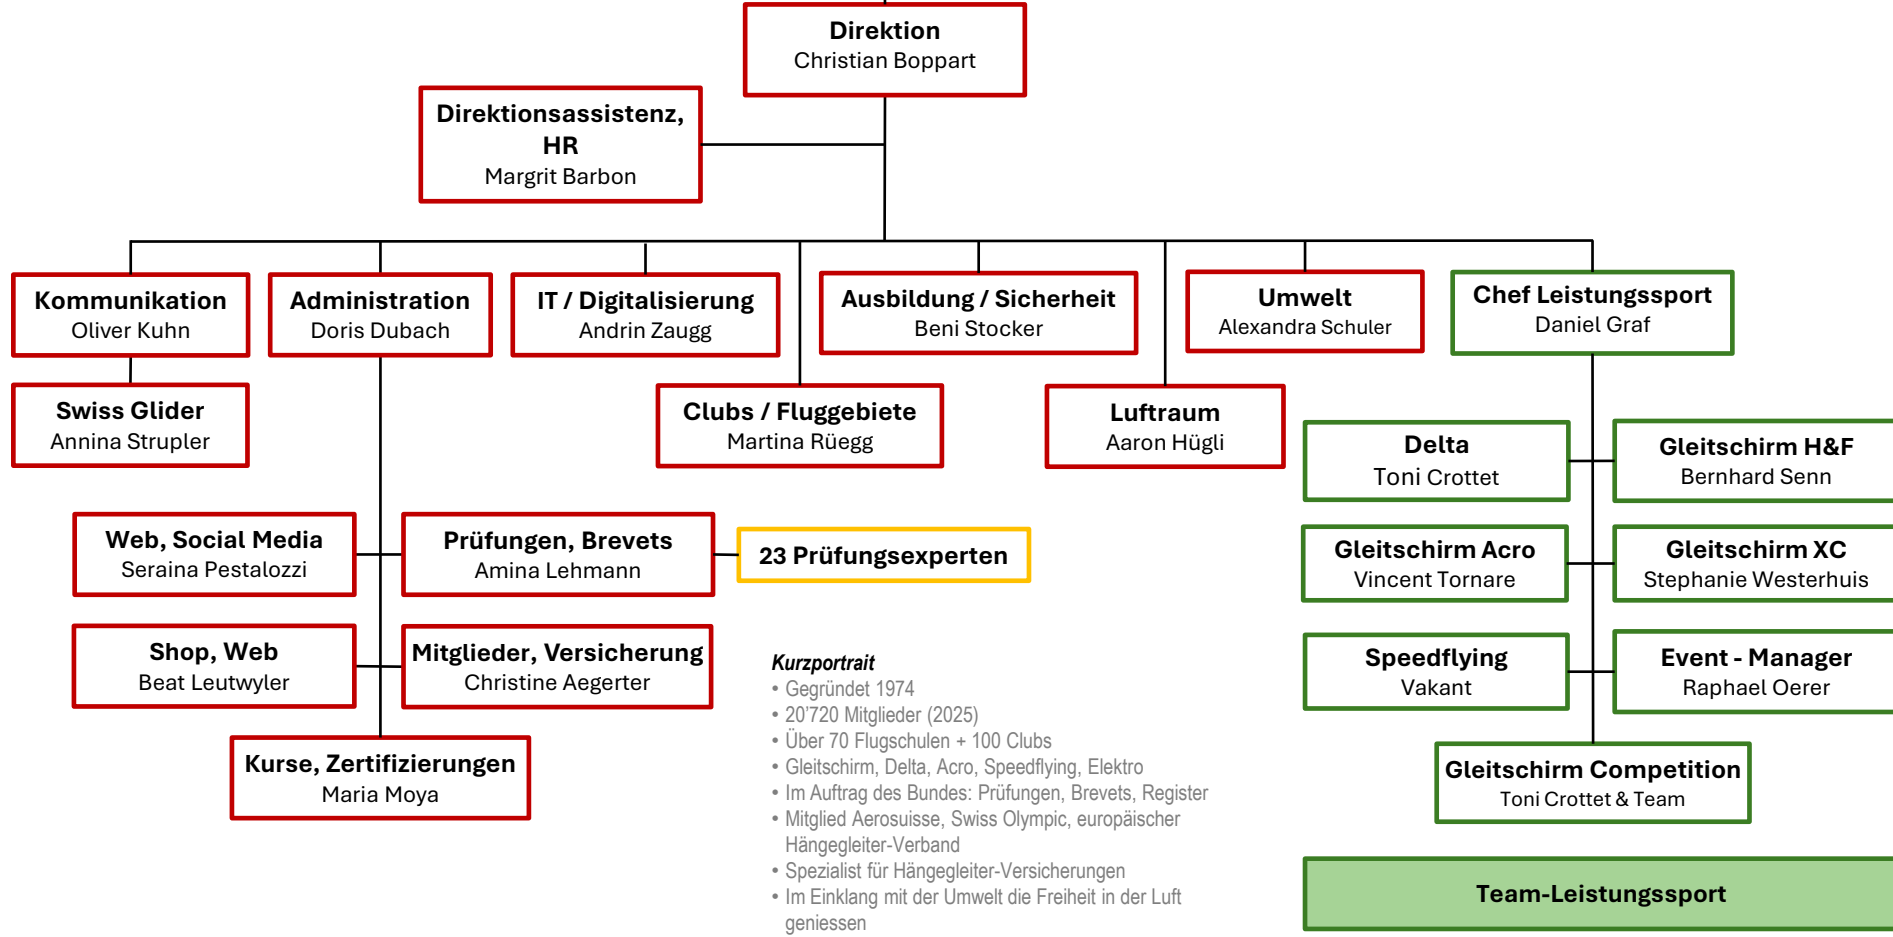 Direktion
Christian Boppart
Direktionsassistenz,
HR
Margrit Barbon
Kommunikation
Oliver Kuhn
Administration
Doris Dubach
IT / Digitalisierung
Andrin Zaugg
Ausbildung / Sicherheit
Beni Stocker
Umwelt
Alexandra Schuler
Chef Leistungssport
Daniel Graf
Swiss Glider
Annina Strupler
Clubs / Fluggebiete
Martina Rüegg
Luftraum
Aaron Hügli
Delta
Toni Crottet
Gleitschirm H&F
Bernhard Senn
Web, Social Media
Seraina Pestalozzi
Prüfungen, Brevets
Amina Lehmann
23 Prüfungsexperten
Gleitschirm Acro
Vincent Tornare
Gleitschirm XC
Stephanie Westerhuis
Shop, Web
Beat Leutwyler
Mitglieder, Versicherung
Christine Aegerter
Speedflying
Vakant
Event - Manager
Raphael Oerer
Kurse, Zertifizierungen
Maria Moya
Gleitschirm Competition
Toni Crottet & Team
Kurzportrait
• Gegründet 1974
• 20'720 Mitglieder (2025)
• Über 70 Flugschulen + 100 Clubs
• Gleitschirm, Delta, Acro, Speedflying, Elektro
• Im Auftrag des Bundes: Prüfungen, Brevets, Register
• Mitglied Aerosuisse, Swiss Olympic, europäischer
Hängegleiter-Verband
• Spezialist für Hängegleiter-Versicherungen
• Im Einklang mit der Umwelt die Freiheit in der Luft
geniessen
Team-Leistungssport